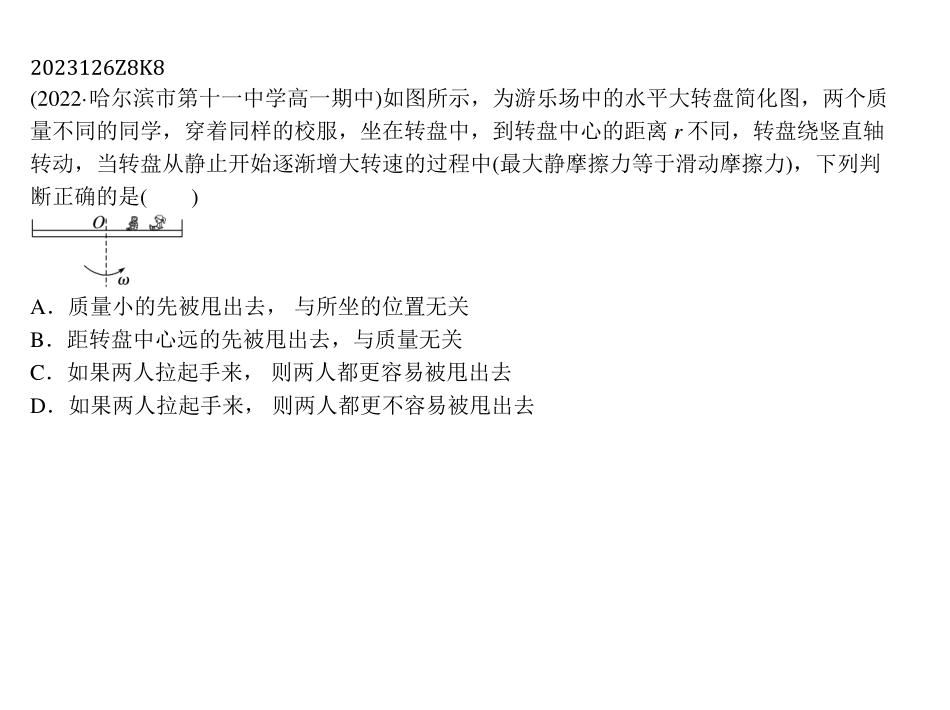 2023126Z8K8
(2022·哈尔滨市第十一中学高一期中)如图所示，为游乐场中的水平大转盘简化图，两个质
量不同的同学，穿着同样的校服，坐在转盘中，到转盘中心的距离 r 不同，转盘绕竖直轴
转动，当转盘从静止开始逐渐增大转速的过程中(最大静摩擦力等于滑动摩擦力)，下列判
断正确的是(　　)
O
ω
A．质量小的先被甩出去， 与所坐的位置无关
B．距转盘中心远的先被甩出去，与质量无关
C．如果两人拉起手来， 则两人都更容易被甩出去
D．如果两人拉起手来， 则两人都更不容易被甩出去